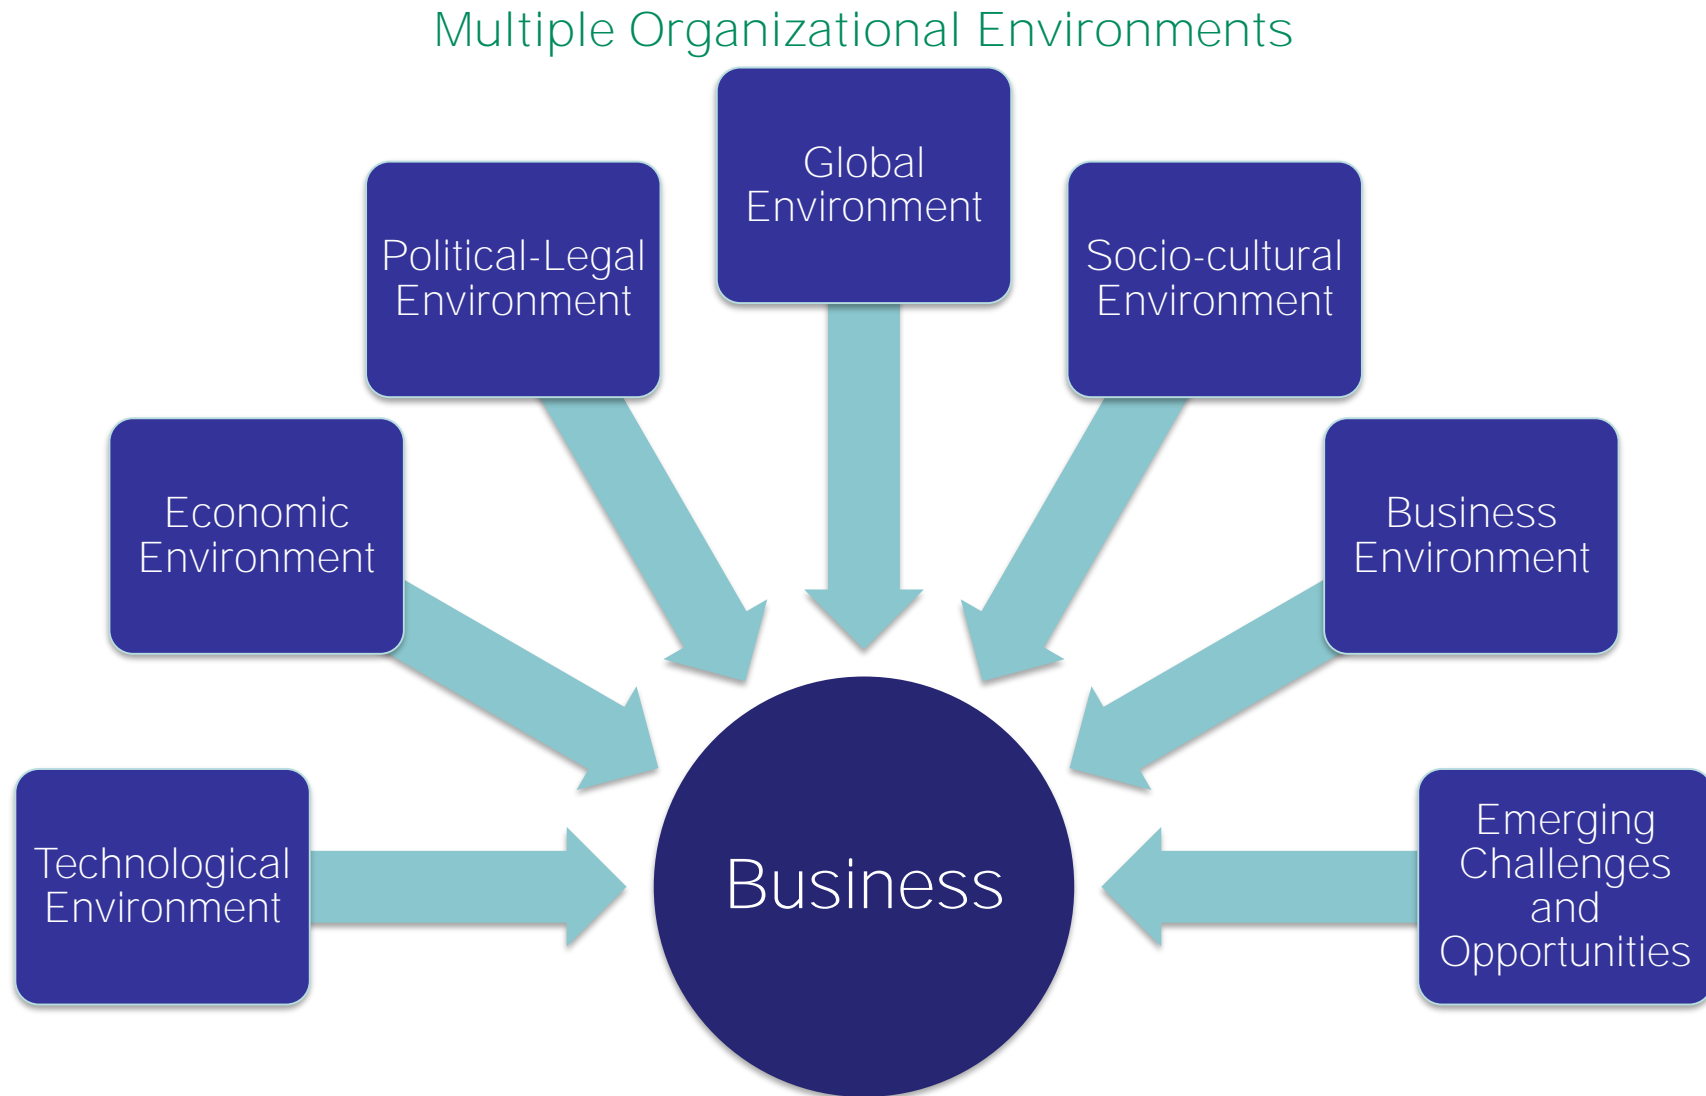 Multiple Organizational Environments
Global
Environment
Political-Legal
Environment
Socio-cultural
Environment
Economic
Environment
Business
Environment
Technological
Environment
Emerging
Challenges
and
Opportunities
Business